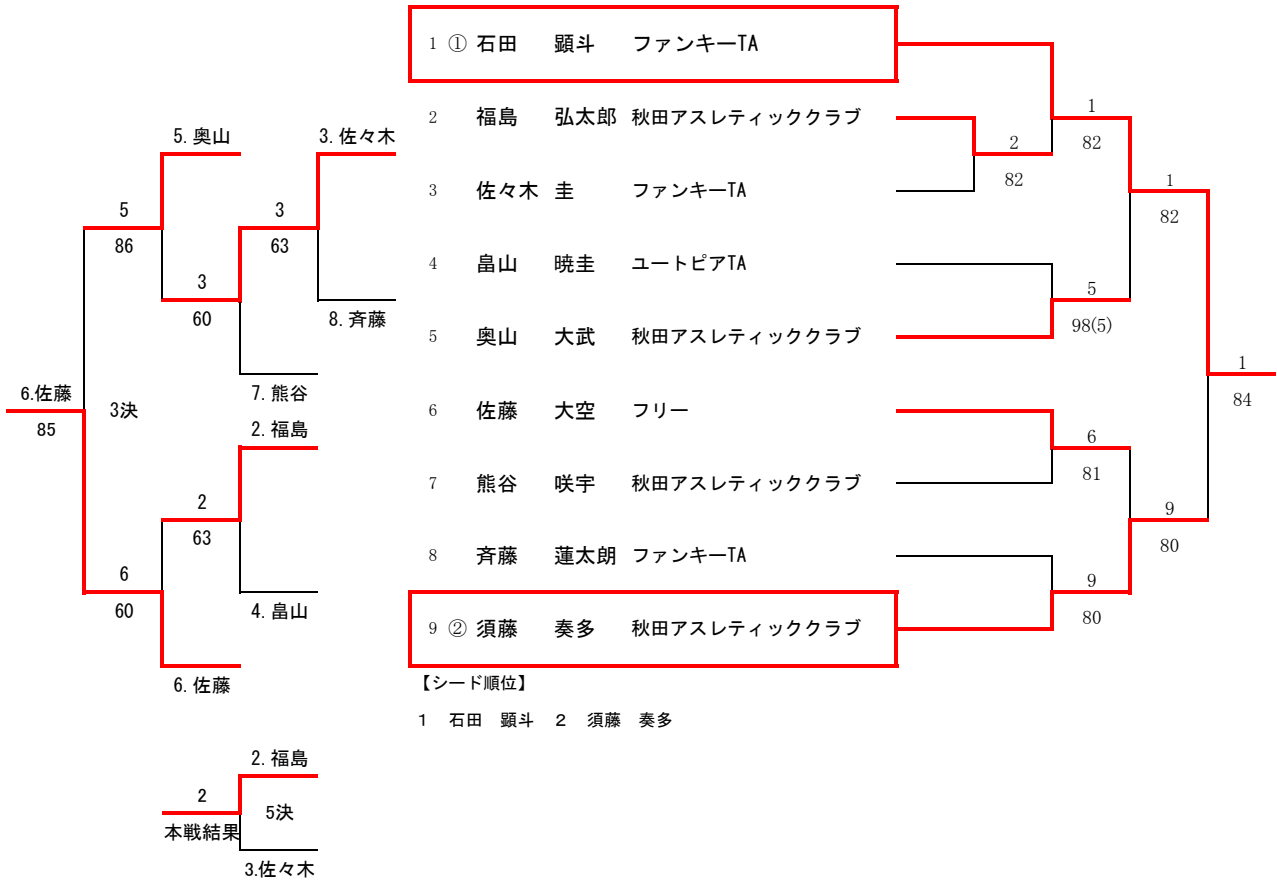 1 ① 石田 顕斗 ファンキーTA
2 福島 弘太郎 秋田アスレティッククラブ
3 佐々木 圭 ファンキーTA
4 畠山 暁圭 ユートピアTA
5 奥山 大武 秋田アスレティッククラブ
6 佐藤 大空 フリー
7 熊谷 咲宇 秋田アスレティッククラブ
8 斉藤 蓮太朗 ファンキーTA
9 ② 須藤 奏多 秋田アスレティッククラブ
【シード順位】
1 石田 顕斗 2 須藤 奏多
2
82
1
82
5
98(5)
6
81
9
80
1
82
9
80
1
84
5. 奥山
3. 佐々木
5
86
3
63
3
60
8. 斉藤
7. 熊谷
6.佐藤
85
3決
2. 福島
2
63
6
60
4. 畠山
6. 佐藤
2. 福島
2
5決
本戦結果
3.佐々木